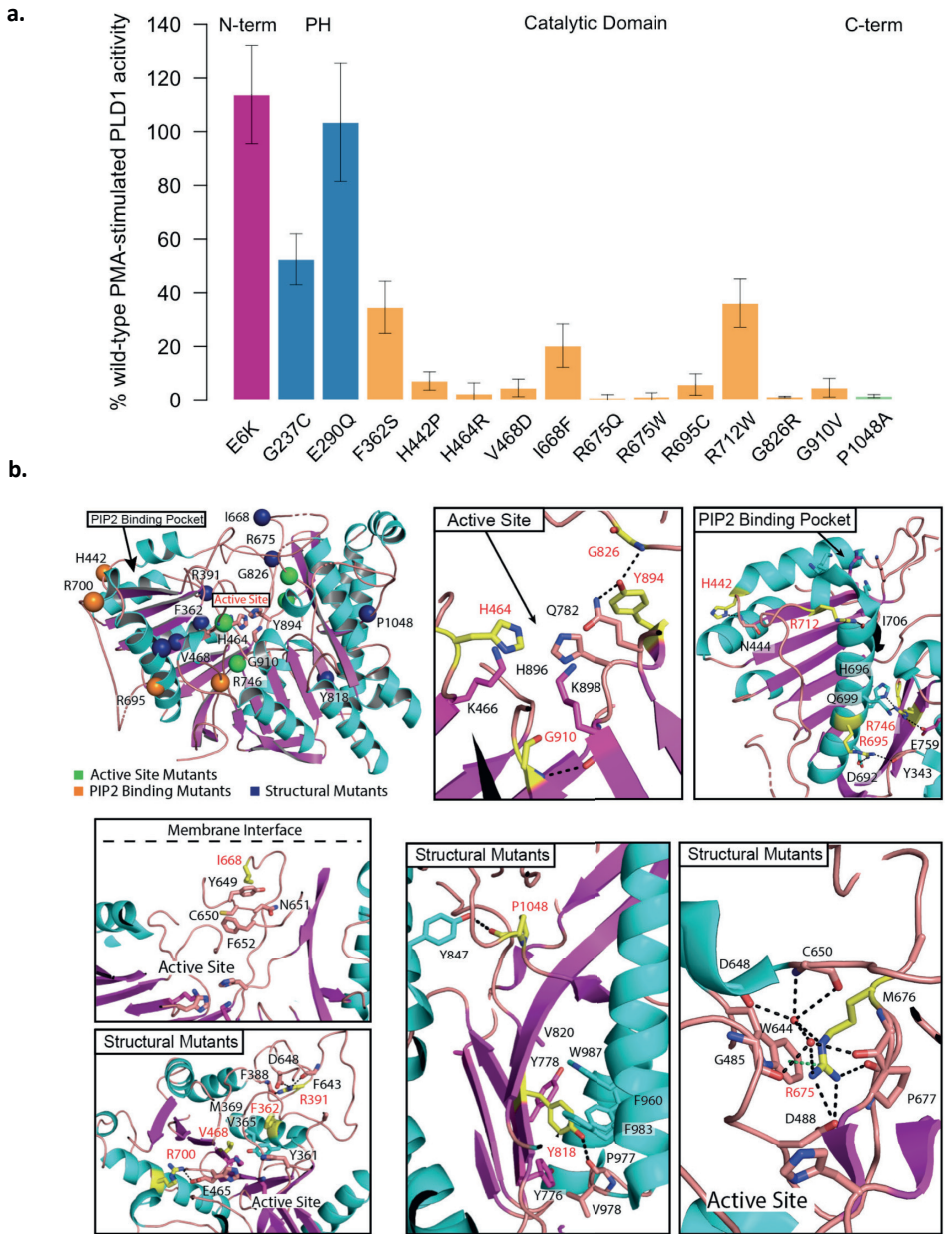 a.
N-term PH Catalytic Domain C-term
% wild-type PMA-stimulated PLD1 acitivity
140
120
100
80
60
40
20
0
E6K
G237C
E290Q
F362S
H442P
H464R
V468D
I668F
R675Q
R675W
R695C
R712W
G826R
G910V
P1048A
b.
PIP2 Binding Pocket
I668
R675
H442
R700
R391
G826
Active Site
F362
Y894
P1048
H464
V468
G910
R746
R695
Y818
Active Site Mutants
PIP2 Binding Mutants
Structural Mutants
Active Site
G826
Y894
H464
Q782
H896
K466
K898
G910
PIP2 Binding Pocket
H442
R712
I706
N444
H696
Q699
R746
R695
E759
D692
Y343
Membrane Interface
I668
Y649
C650
N651
F652
Active Site
Structural Mutants
D648
F388
F643
R391
M369
F362
V365
V468
R700
Y361
E465
Active Site
Structural Mutants
P1048
Y847
V820
Y778
W987
F960
F983
Y818
P977
Y776
V978
Structural Mutants
C650
D648
M676
W644
G485
R675
P677
D488
Active Site